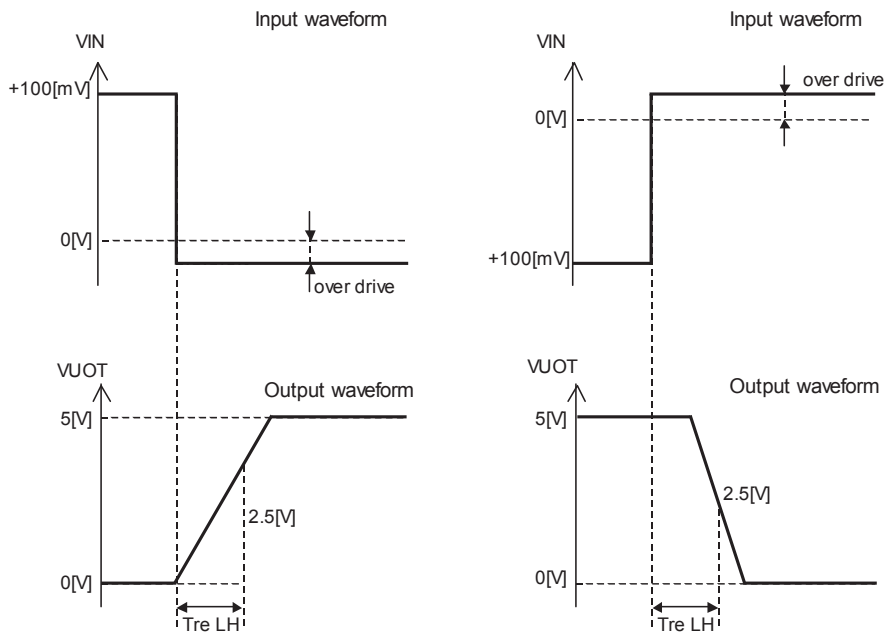 Input waveform
VIN
+100[mV]
0[V]
over drive
Input waveform
VIN
over drive
0[V]
+100[mV]
VUOT
Output waveform
5[V]
2.5[V]
0[V]
Tre LH
VUOT
Output waveform
5[V]
2.5[V]
0[V]
Tre LH